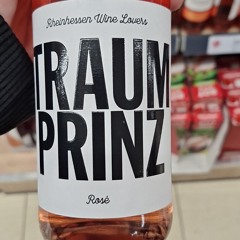 Rheinhessen Wine Lovers
TRAUM
PRINZ
Rosé